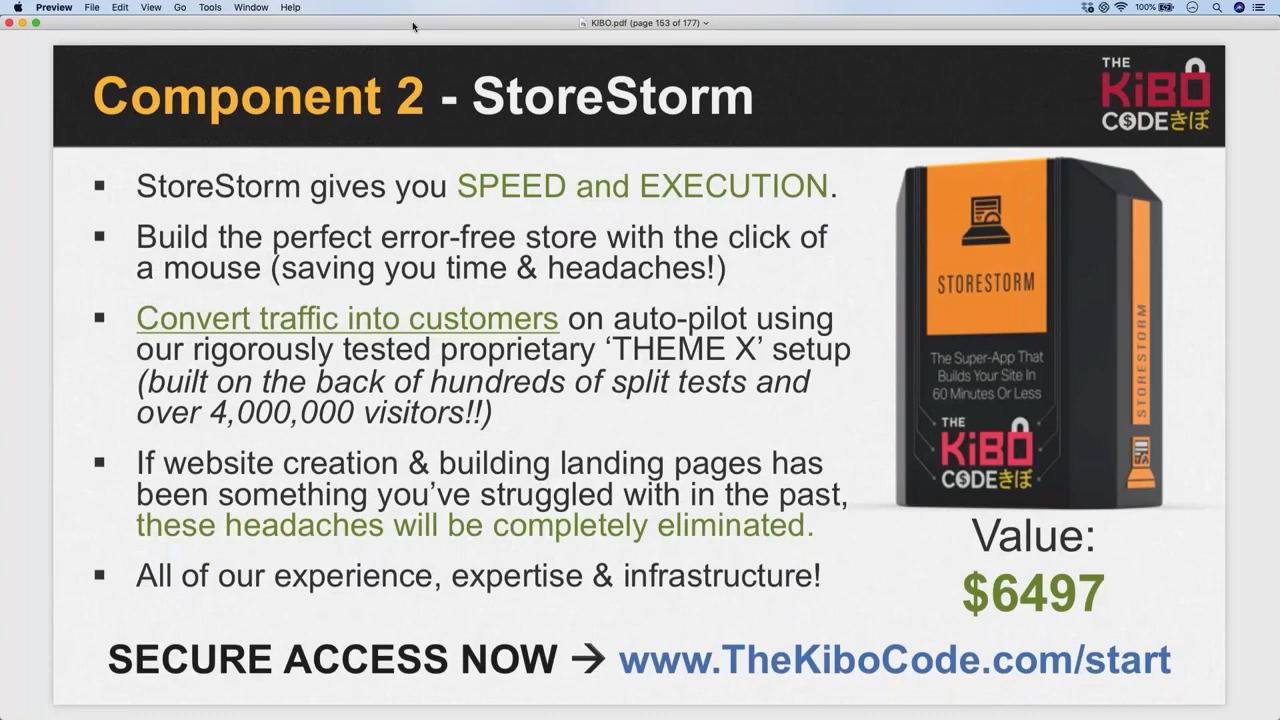 Preview File Edit View Go Tools Window Help 100%
KIBO.pdf (page 153 of 177)
Component 2 - StoreStorm
THE
KiBO
C$DEきぼ
▪ StoreStorm gives you SPEED and EXECUTION.
▪ Build the perfect error-free store with the click of
a mouse (saving you time & headaches!)
▪ Convert traffic into customers on auto-pilot using
our rigorously tested proprietary ‘THEME X’ setup
(built on the back of hundreds of split tests and
over 4,000,000 visitors!!)
▪ If website creation & building landing pages has
been something you’ve struggled with in the past,
these headaches will be completely eliminated.
▪ All of our experience, expertise & infrastructure!
STORESTORM
The Super-App That
Builds Your Site In
60 Minutes Or Less
THE
KiBO
C$DEきぼ
STORESTORM
Value:
$6497
SECURE ACCESS NOW → www.TheKiboCode.com/start